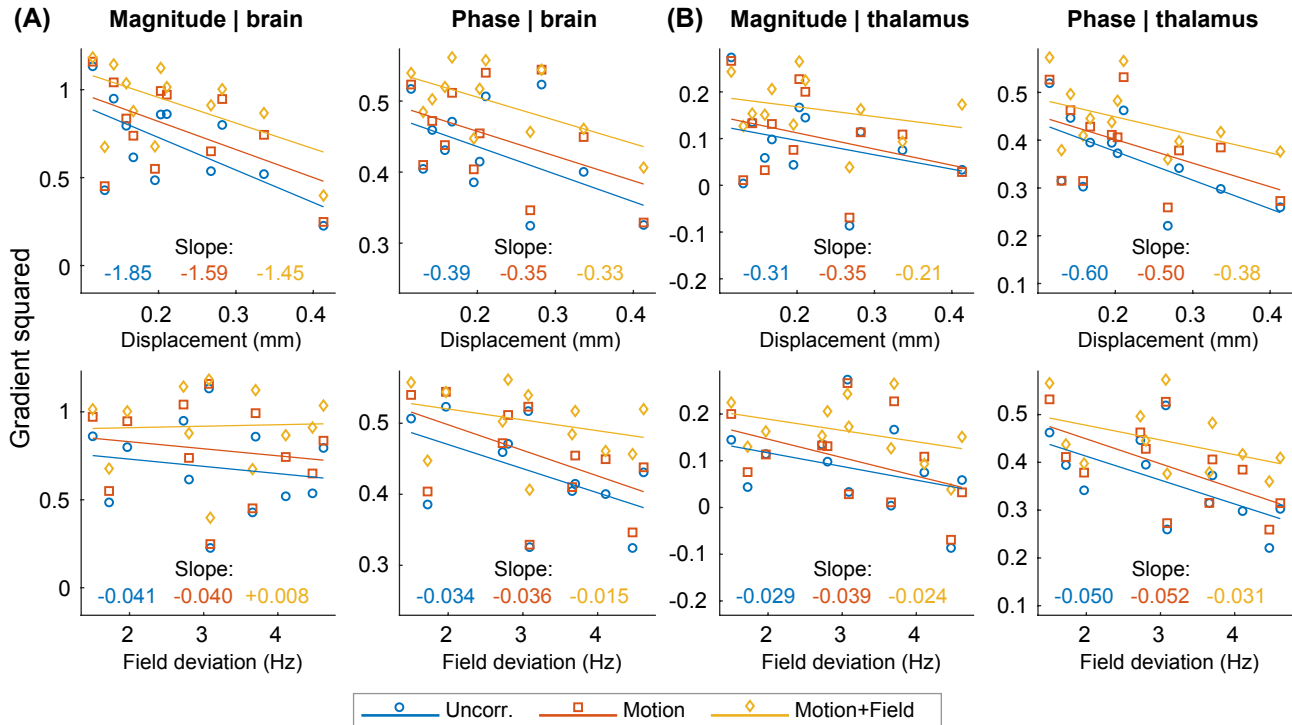 (A) Magnitude | brain Phase | brain (B) Magnitude | thalamus Phase | thalamus
Gradient squared
1
0.5
0
Slope:
-1.85 -1.59 -1.45
0.2 0.3 0.4
Displacement (mm)
0.5
0.4
0.3
Slope:
-0.39 -0.35 -0.33
0.2 0.3 0.4
Displacement (mm)
0.2
0.1
0
-0.1
-0.2
Slope:
-0.31 -0.35 -0.21
0.2 0.3 0.4
Displacement (mm)
0.5
0.4
0.3
0.2
0.1
Slope:
-0.60 -0.50 -0.38
0.2 0.3 0.4
Displacement (mm)
1
0.5
0
Slope:
-0.041 -0.040 +0.008
2 3 4
Field deviation (Hz)
0.5
0.4
0.3
Slope:
-0.034 -0.036 -0.015
2 3 4
Field deviation (Hz)
0.2
0.1
0
-0.1
-0.2
Slope:
-0.029 -0.039 -0.024
2 3 4
Field deviation (Hz)
0.5
0.4
0.3
0.2
0.1
Slope:
-0.050 -0.052 -0.031
2 3 4
Field deviation (Hz)
Uncorr. Motion Motion+Field